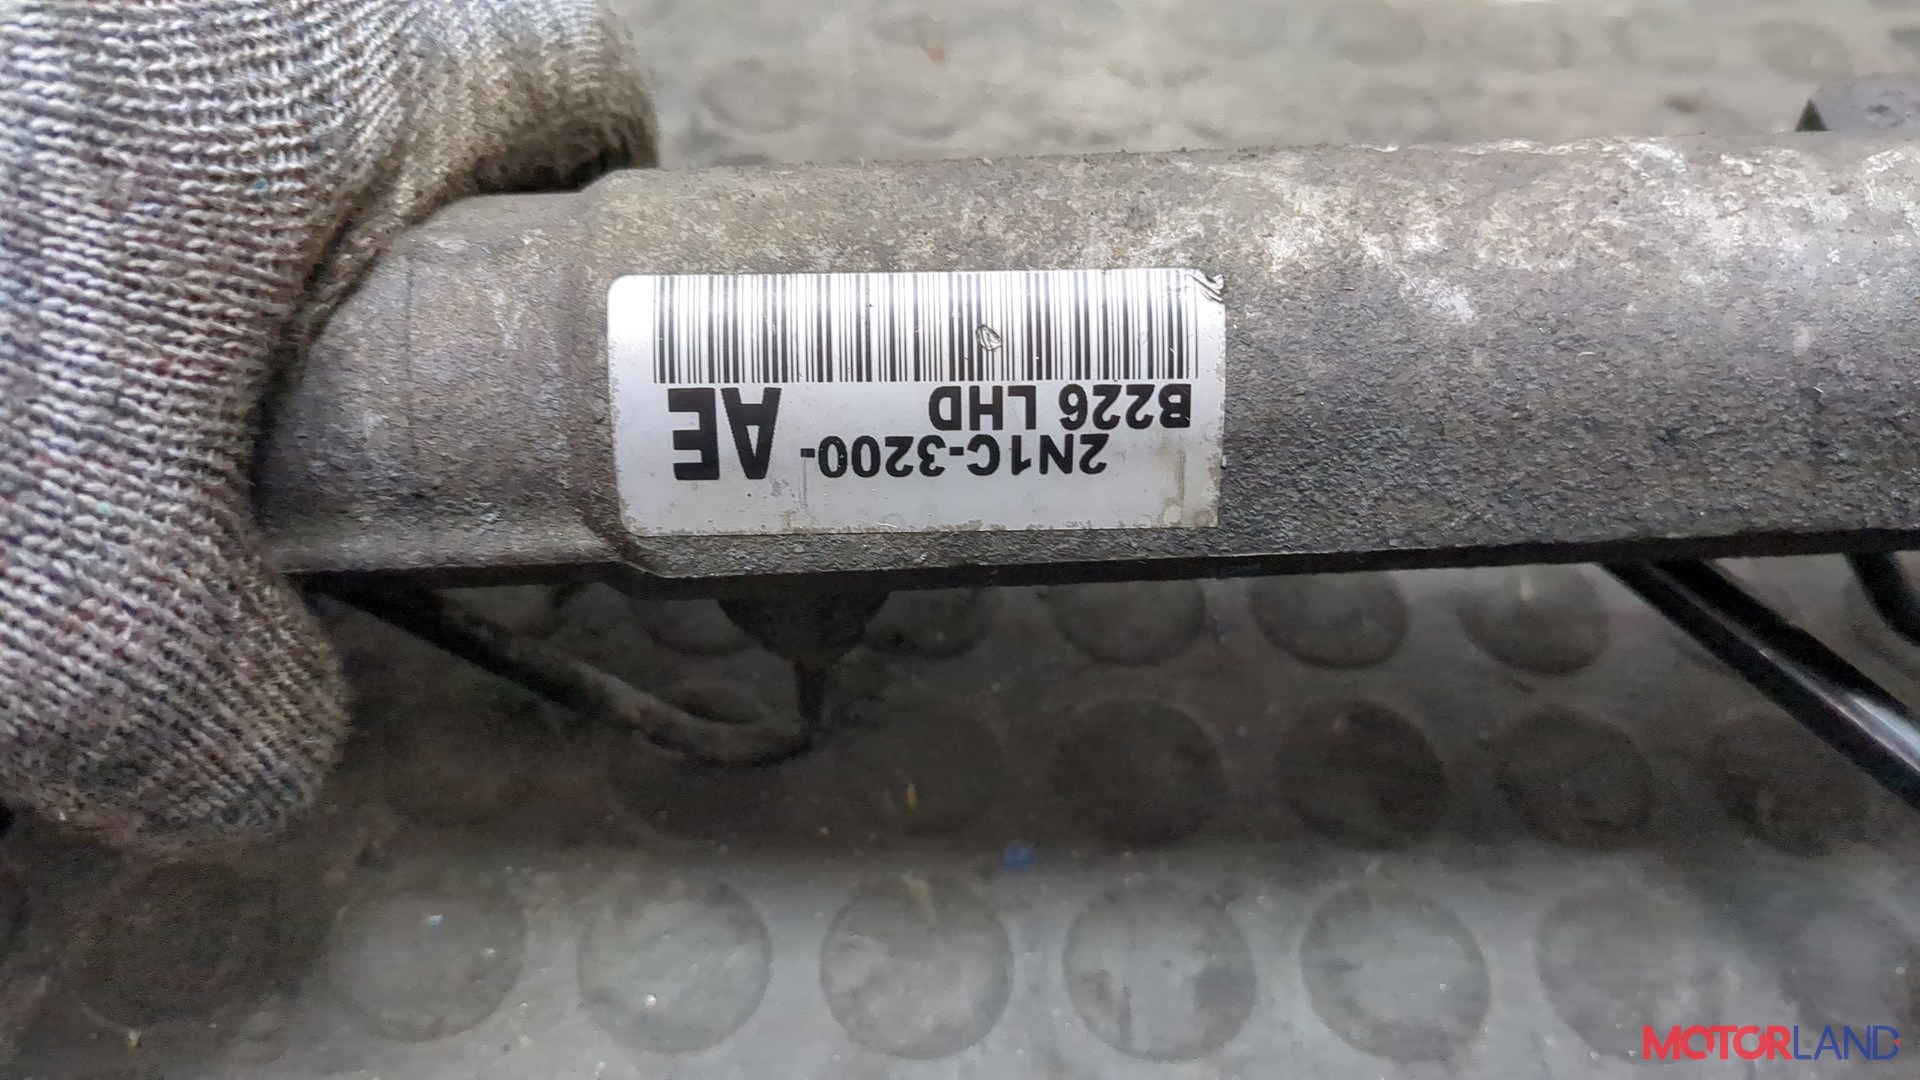 2N1C-3200-AE
B226 LHD
MOTORLAND